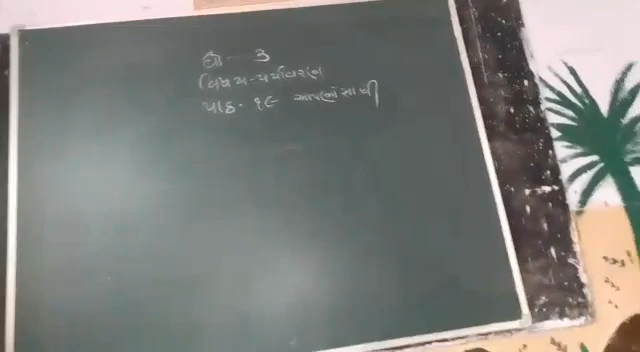 ધો - ૩
વિષય - પર્યાવરણ
પાઠ - ૧૯ આપણો સાથી